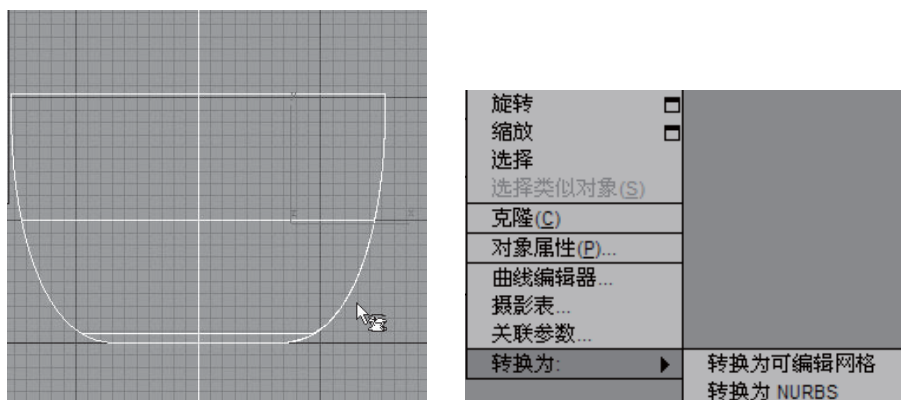 旋转
缩放
选择
选择类似对象(S)
克隆(C)
对象属性(P)...
曲线编辑器...
摄影表...
关联参数...
转换为:
转换为可编辑网格
转换为 NURBS